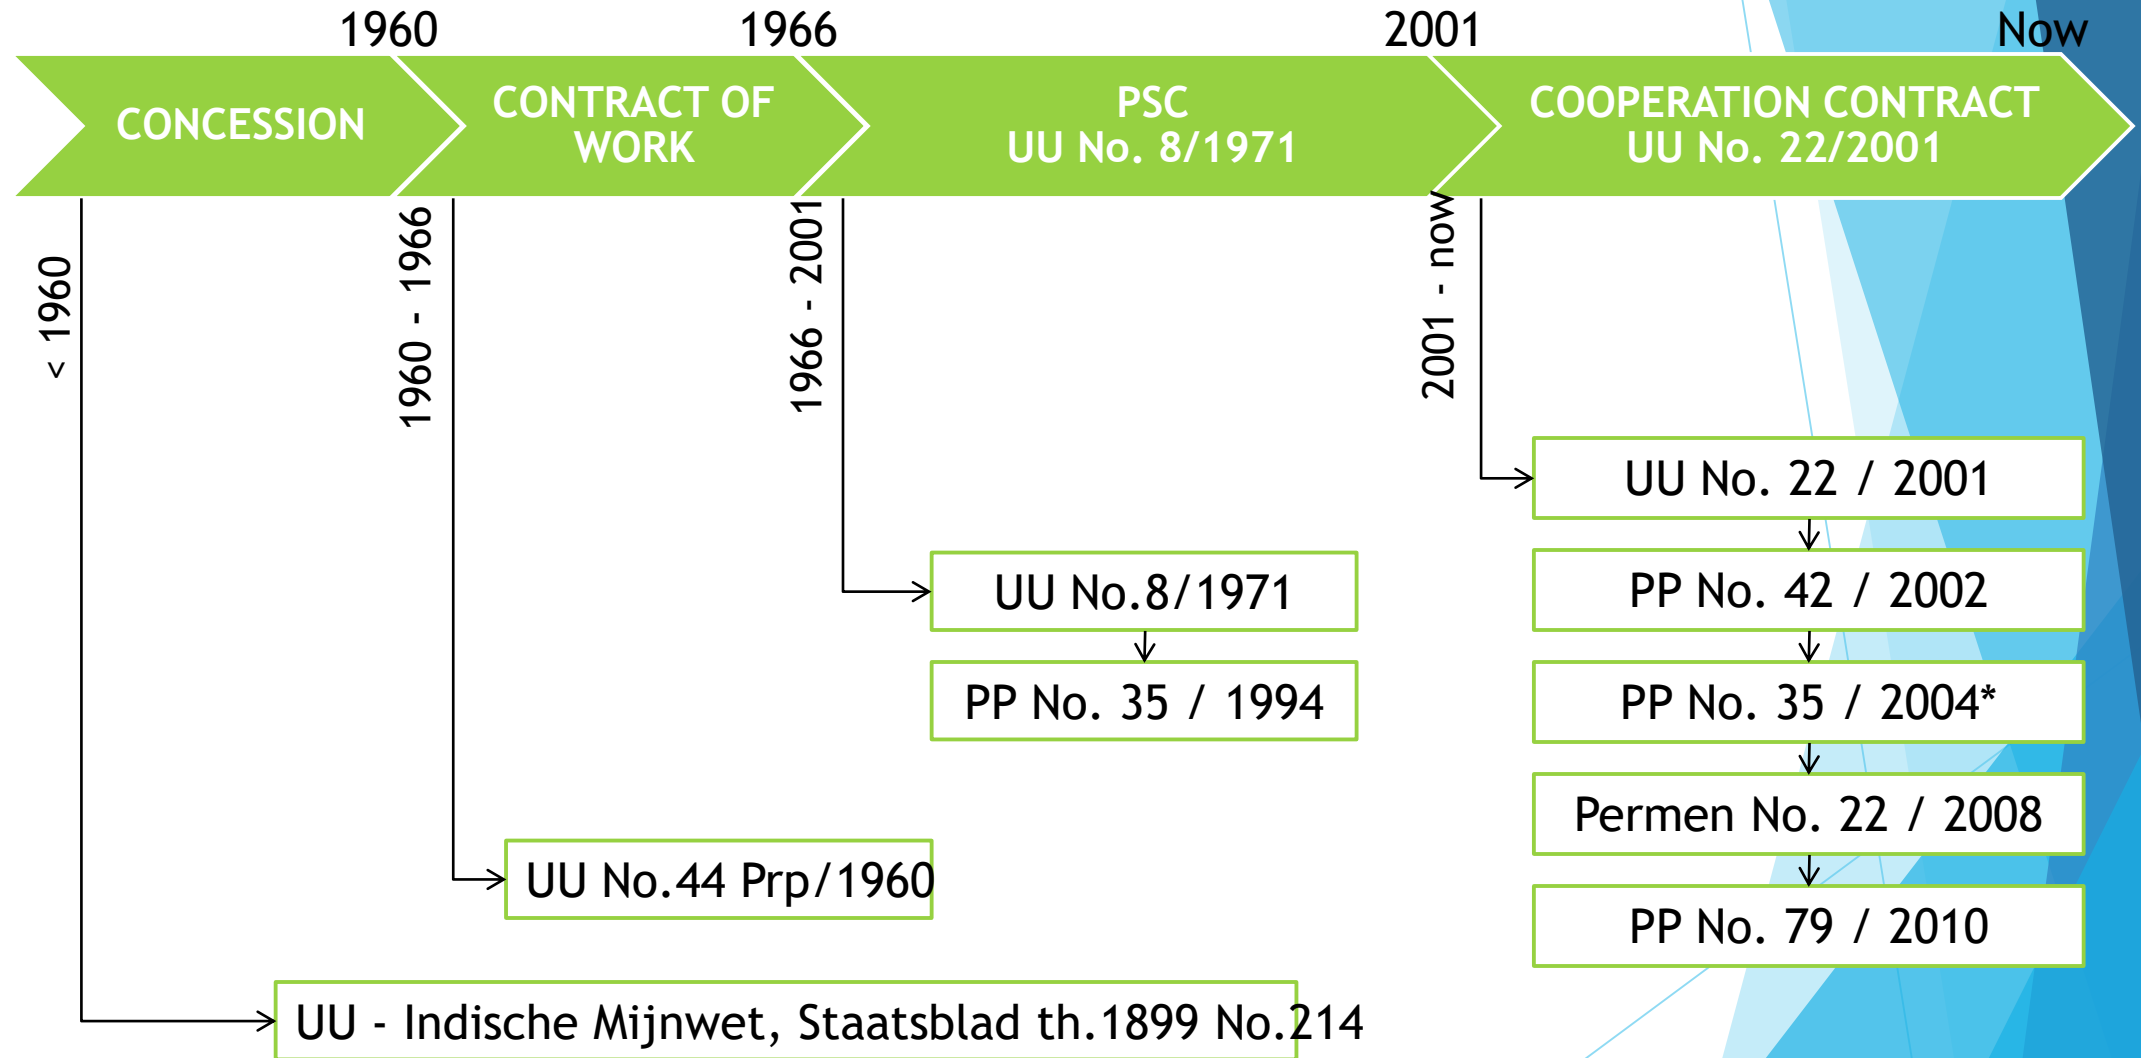 1960
1966
2001
Now
CONCESSION
CONTRACT OF
WORK
PSC
UU No. 8/1971
COOPERATION CONTRACT
UU No. 22/2001
< 1960
1960 - 1966
1966 - 2001
2001 - now
UU No. 22 / 2001
PP No. 42 / 2002
PP No. 35 / 2004*
Permen No. 22 / 2008
PP No. 79 / 2010
UU No.8/1971
PP No. 35 / 1994
UU No.44 Prp/1960
UU - Indische Mijnwet, Staatsblad th.1899 No.214